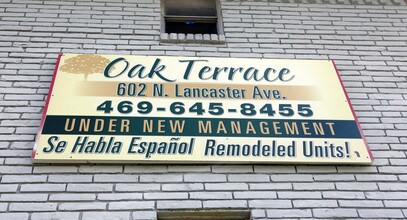 Oak Terrace
602 N. Lancaster Ave.
469-645-8455
UNDER NEW MANAGEMENT
Se Habla Español Remodeled Units!